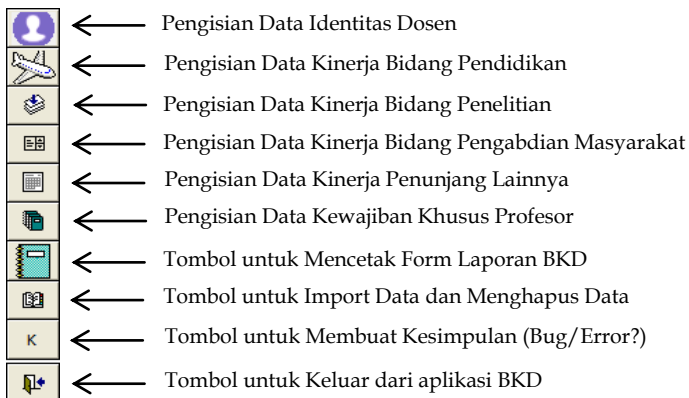 Pengisian Data Identitas Dosen
Pengisian Data Kinerja Bidang Pendidikan
Pengisian Data Kinerja Bidang Penelitian
Pengisian Data Kinerja Bidang Pengabdian Masyarakat
Pengisian Data Kinerja Penunjang Lainnya
Pengisian Data Kewajiban Khusus Profesor
Tombol untuk Mencetak Form Laporan BKD
Tombol untuk Import Data dan Menghapus Data
K Tombol untuk Membuat Kesimpulan (Bug/Error?)
Tombol untuk Keluar dari aplikasi BKD